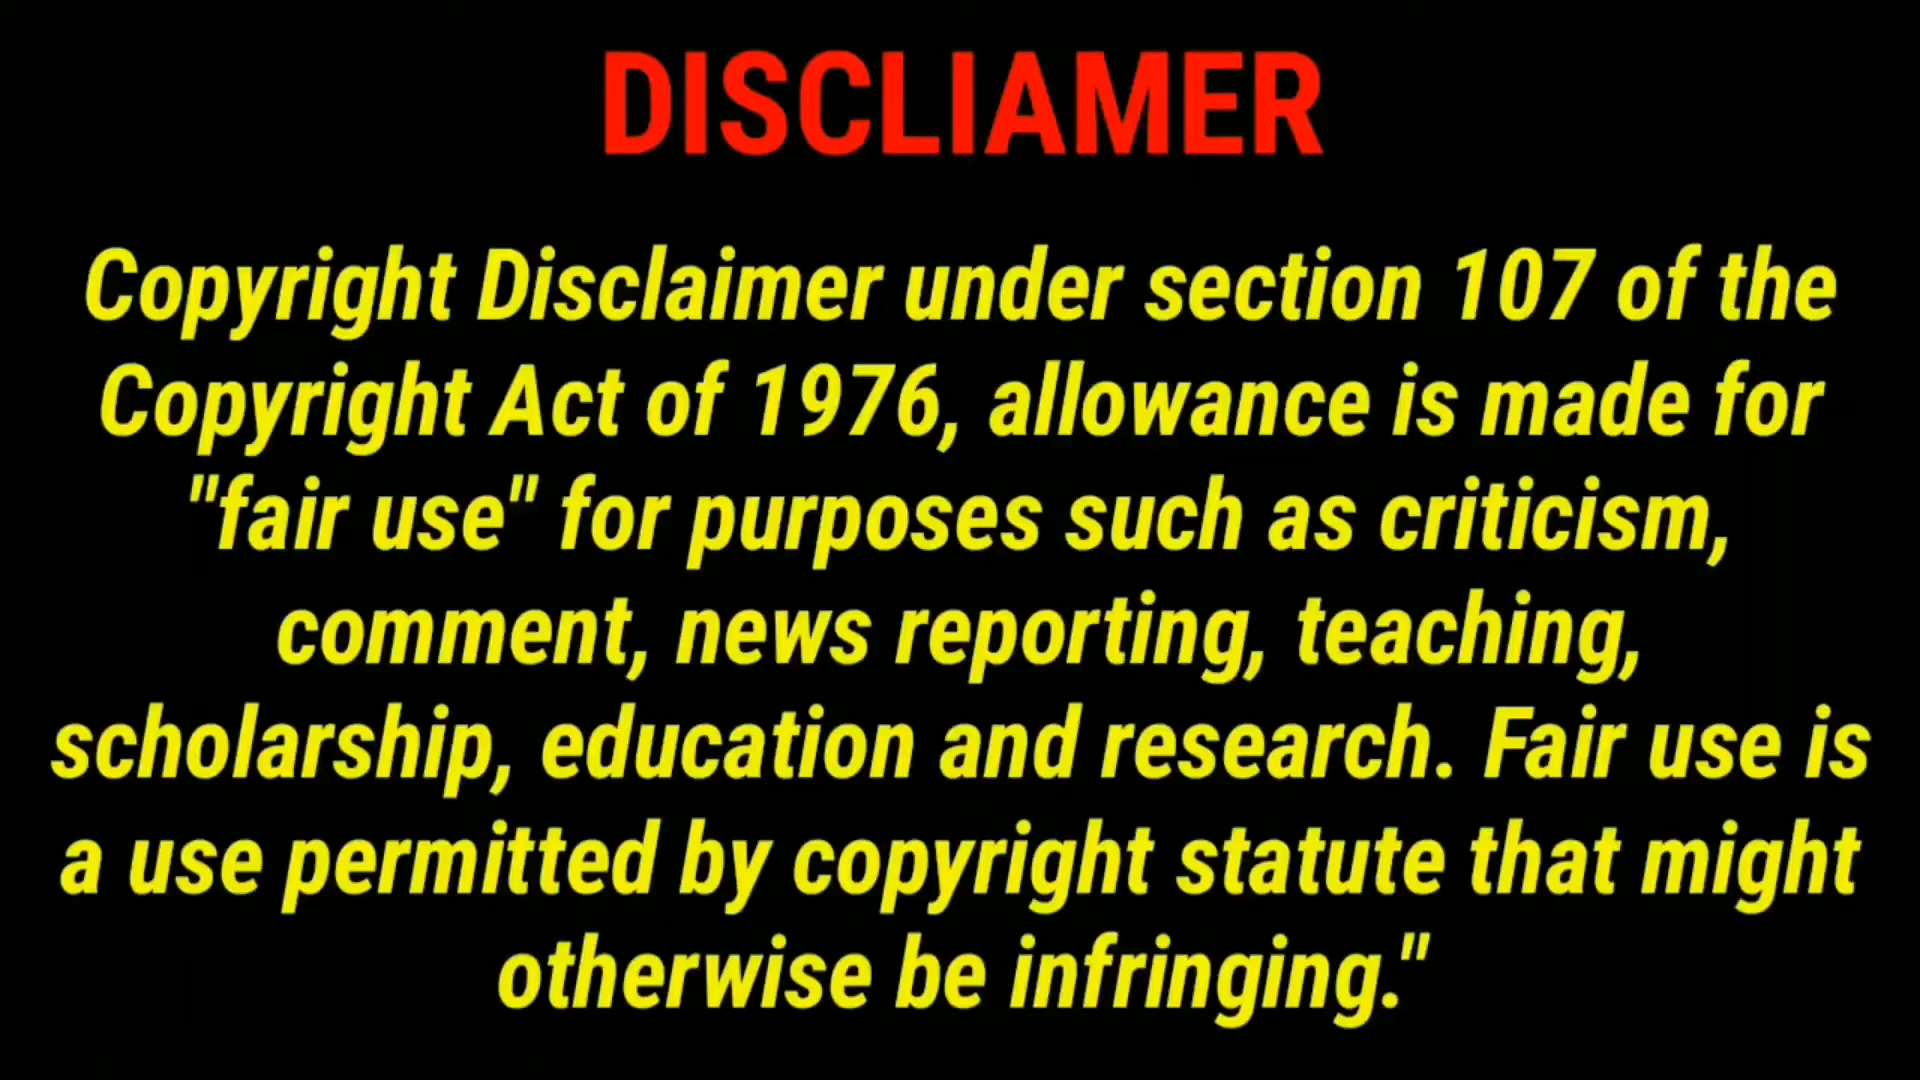 DISCLIAMER
Copyright Disclaimer under section 107 of the
Copyright Act of 1976, allowance is made for
"fair use" for purposes such as criticism,
comment, news reporting, teaching,
scholarship, education and research. Fair use is
a use permitted by copyright statute that might
otherwise be infringing."